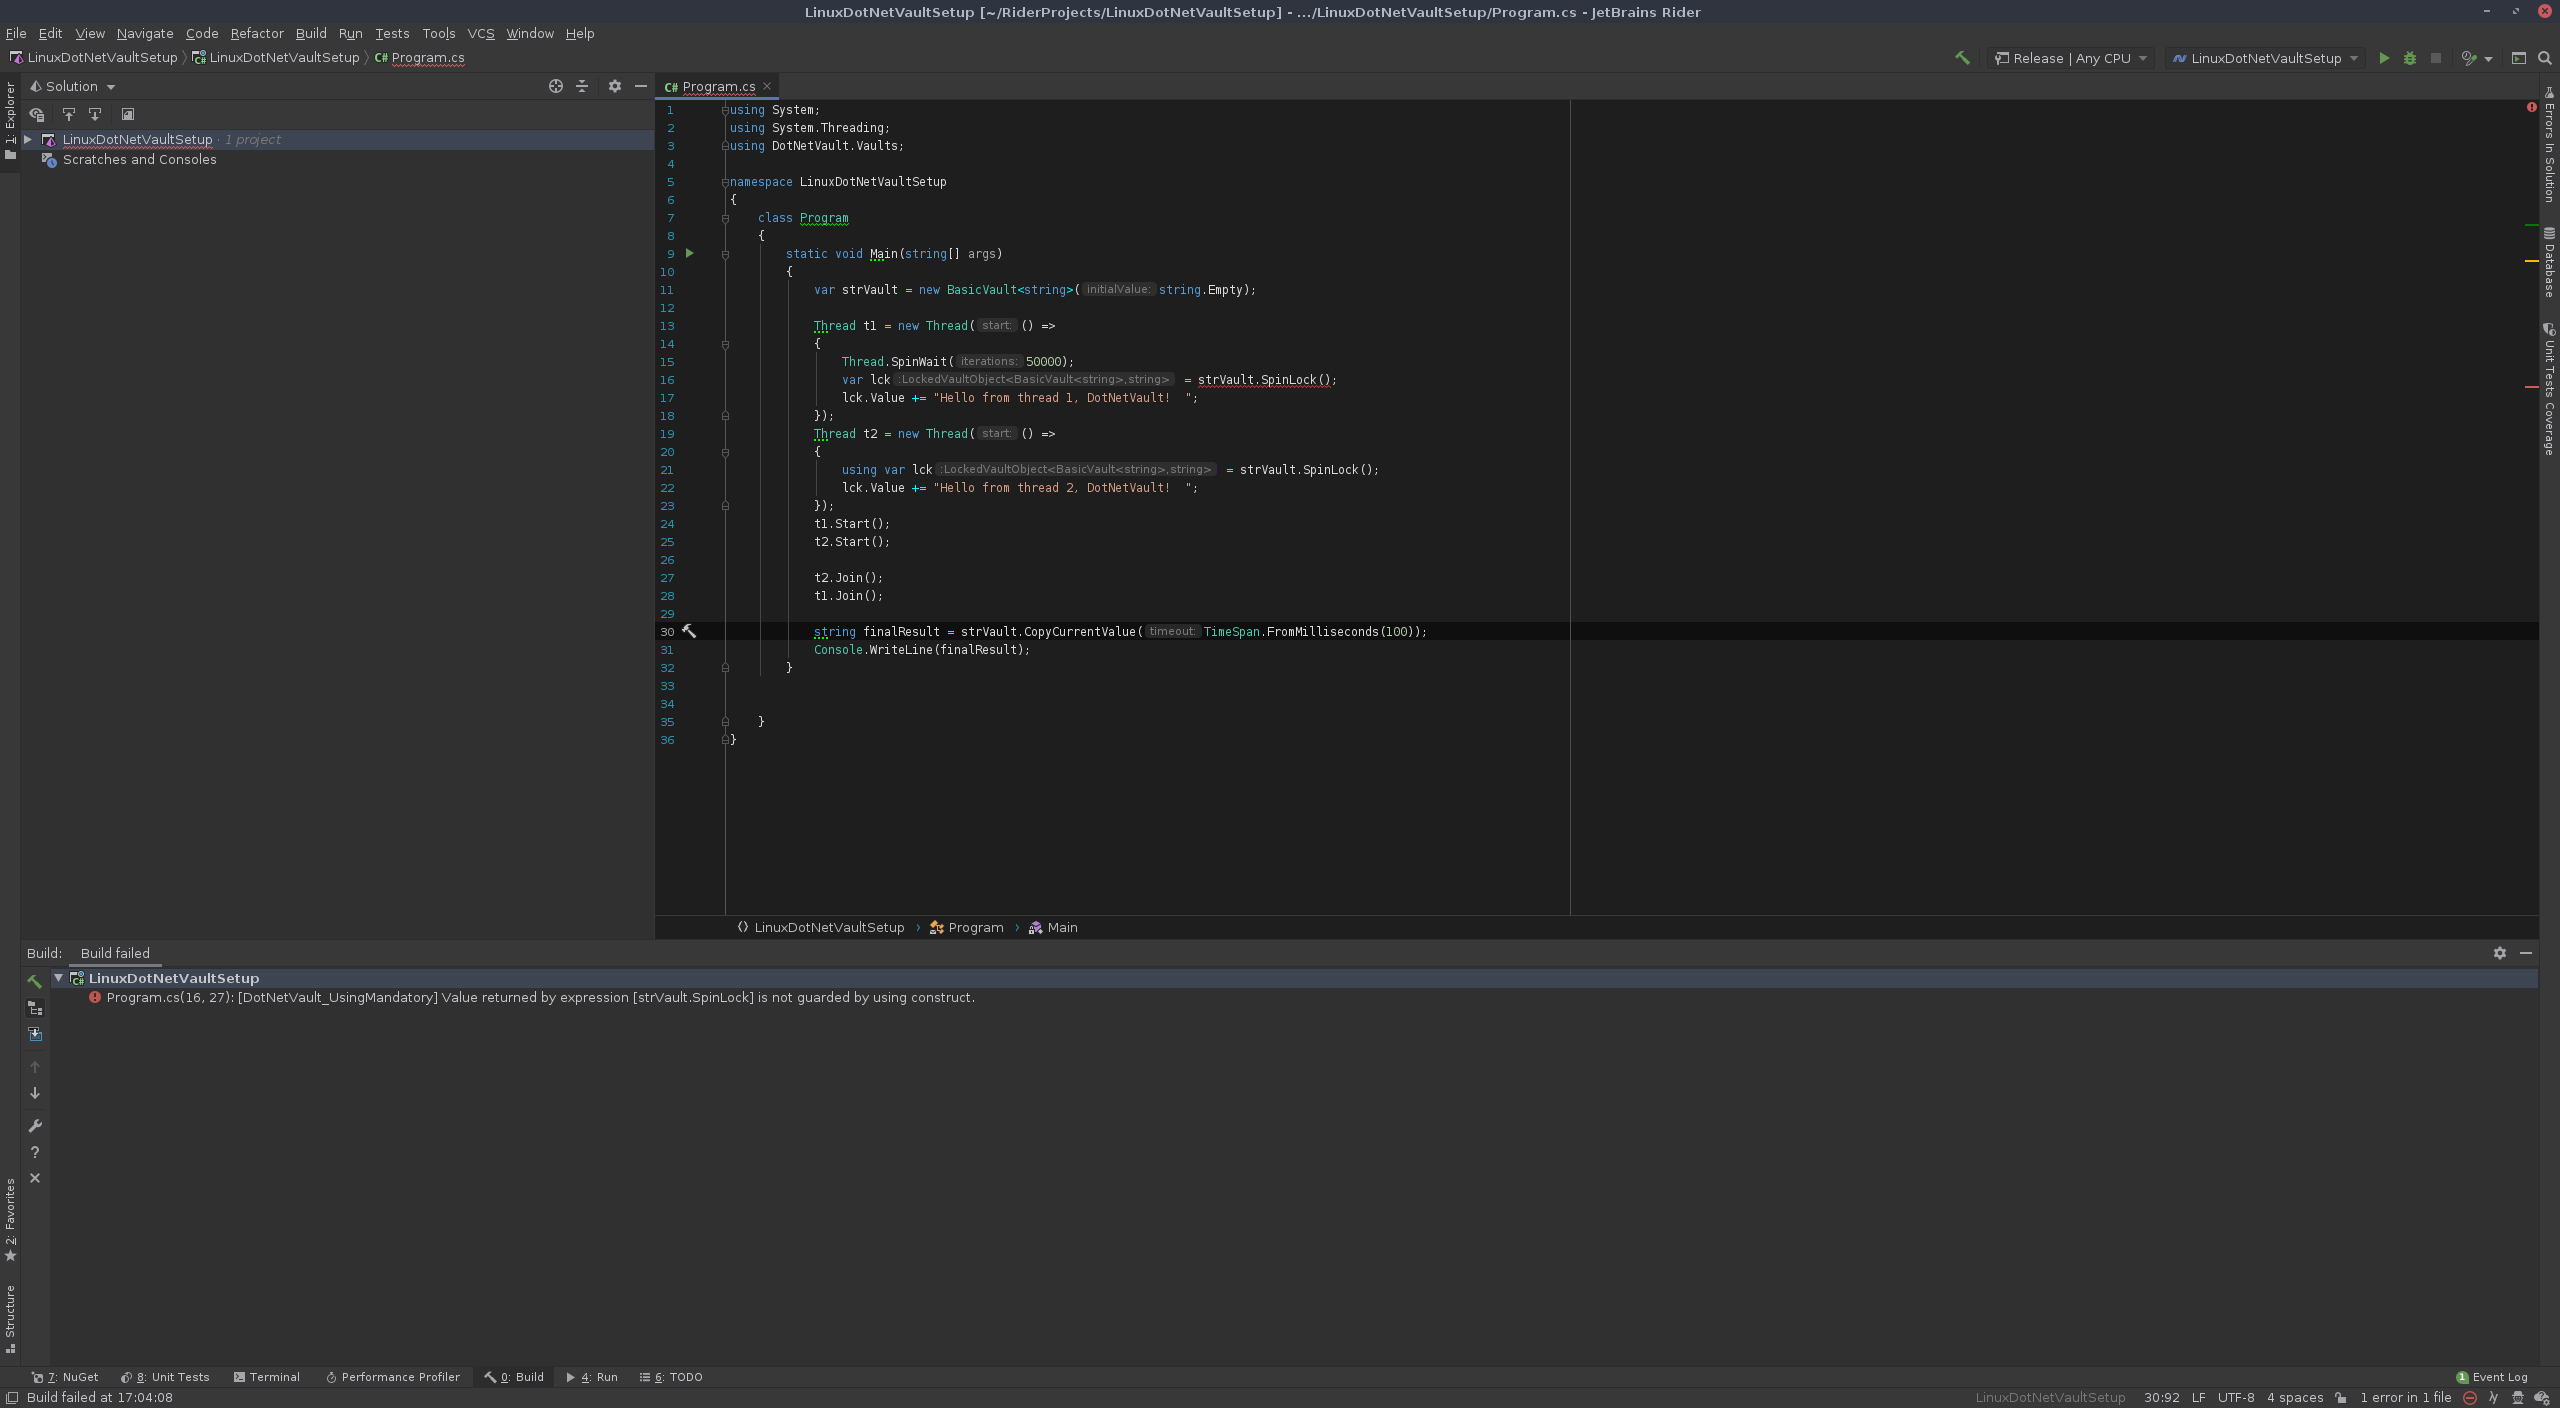 LinuxDotNetVaultSetup [~/RiderProjects/LinuxDotNetVaultSetup] - .../LinuxDotNetVaultSetup/Program.cs - JetBrains Rider
File Edit View Navigate Code Refactor Build Run Tests Tools VCS Window Help
LinuxDotNetVaultSetup LinuxDotNetVaultSetup C# Program.cs Release | Any CPU LinuxDotNetVaultSetup
1: Explorer
Solution
LinuxDotNetVaultSetup · 1 project
Scratches and Consoles
C# Program.cs
1 using System;
2 using System.Threading;
3 using DotNetVault.Vaults;
4
5 namespace LinuxDotNetVaultSetup
6 {
7 class Program
8 {
9 static void Main(string[] args)
10 {
11 var strVault = new BasicVault<string>( initialValue: string.Empty);
12
13 Thread t1 = new Thread( start: () =>
14 {
15 Thread.SpinWait( iterations: 50000);
16 var lck :LockedVaultObject<BasicVault<string>,string> = strVault.SpinLock();
17 lck.Value += "Hello from thread 1, DotNetVault!  ";
18 });
19 Thread t2 = new Thread( start: () =>
20 {
21 using var lck :LockedVaultObject<BasicVault<string>,string> = strVault.SpinLock();
22 lck.Value += "Hello from thread 2, DotNetVault!  ";
23 });
24 t1.Start();
25 t2.Start();
26
27 t2.Join();
28 t1.Join();
29
30 string finalResult = strVault.CopyCurrentValue( timeout: TimeSpan.FromMilliseconds(100));
31 Console.WriteLine(finalResult);
32 }
33
34
35 }
36 }
LinuxDotNetVaultSetup › Program › Main
Errors In Solution
Database
Unit Tests Coverage
Build: Build failed
LinuxDotNetVaultSetup
Program.cs(16, 27): [DotNetVault_UsingMandatory] Value returned by expression [strVault.SpinLock] is not guarded by using construct.
2: Favorites
Structure
7: NuGet 8: Unit Tests Terminal Performance Profiler 0: Build 4: Run 6: TODO 1 Event Log
Build failed at 17:04:08 LinuxDotNetVaultSetup 30:92 LF UTF-8 4 spaces 1 error in 1 file